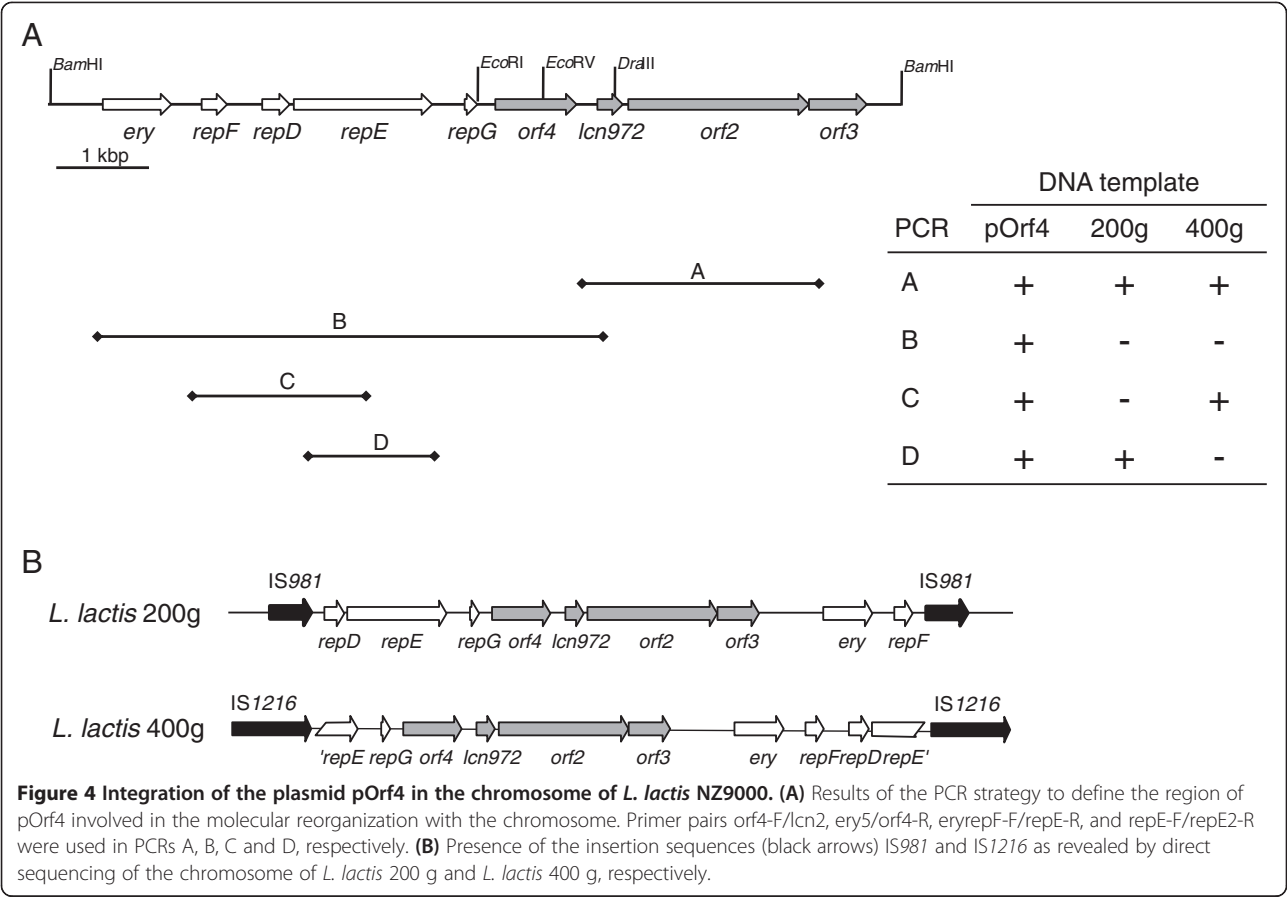 A
BamHI EcoRI EcoRV DraIII BamHI
ery repF repD repE repG orf4 lcn972 orf2 orf3
1 kbp
DNA template
PCR pOrf4 200g 400g
A + + +
B + - -
C + - +
D + + -
A
B
C
D
B
IS981 IS981
L. lactis 200g
repD repE repG orf4 lcn972 orf2 orf3 ery repF
IS1216 IS1216
L. lactis 400g
'repE repG orf4 lcn972 orf2 orf3 ery repFrepDrepE'
Figure 4 Integration of the plasmid pOrf4 in the chromosome of L. lactis NZ9000. (A) Results of the PCR strategy to define the region of
pOrf4 involved in the molecular reorganization with the chromosome. Primer pairs orf4-F/lcn2, ery5/orf4-R, eryrepF-F/repE-R, and repE-F/repE2-R
were used in PCRs A, B, C and D, respectively. (B) Presence of the insertion sequences (black arrows) IS981 and IS1216 as revealed by direct
sequencing of the chromosome of L. lactis 200 g and L. lactis 400 g, respectively.